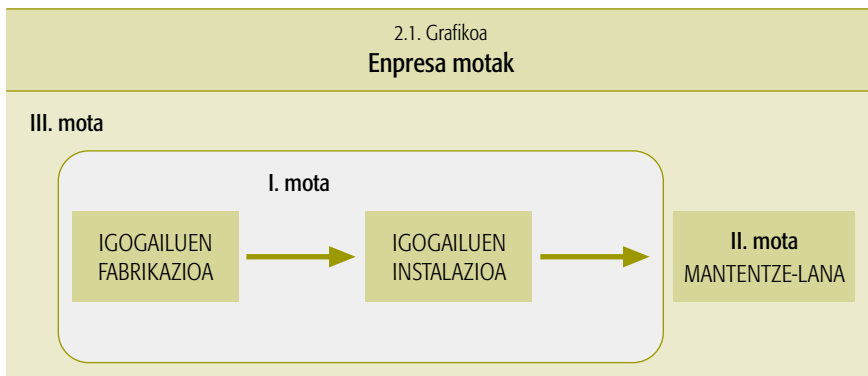 2.1. Grafikoa
Enpresa motak
III. mota
I. mota
IGOGAILUEN
FABRIKAZIOA
IGOGAILUEN
INSTALAZIOA
II. mota
MANTENTZE-LANA